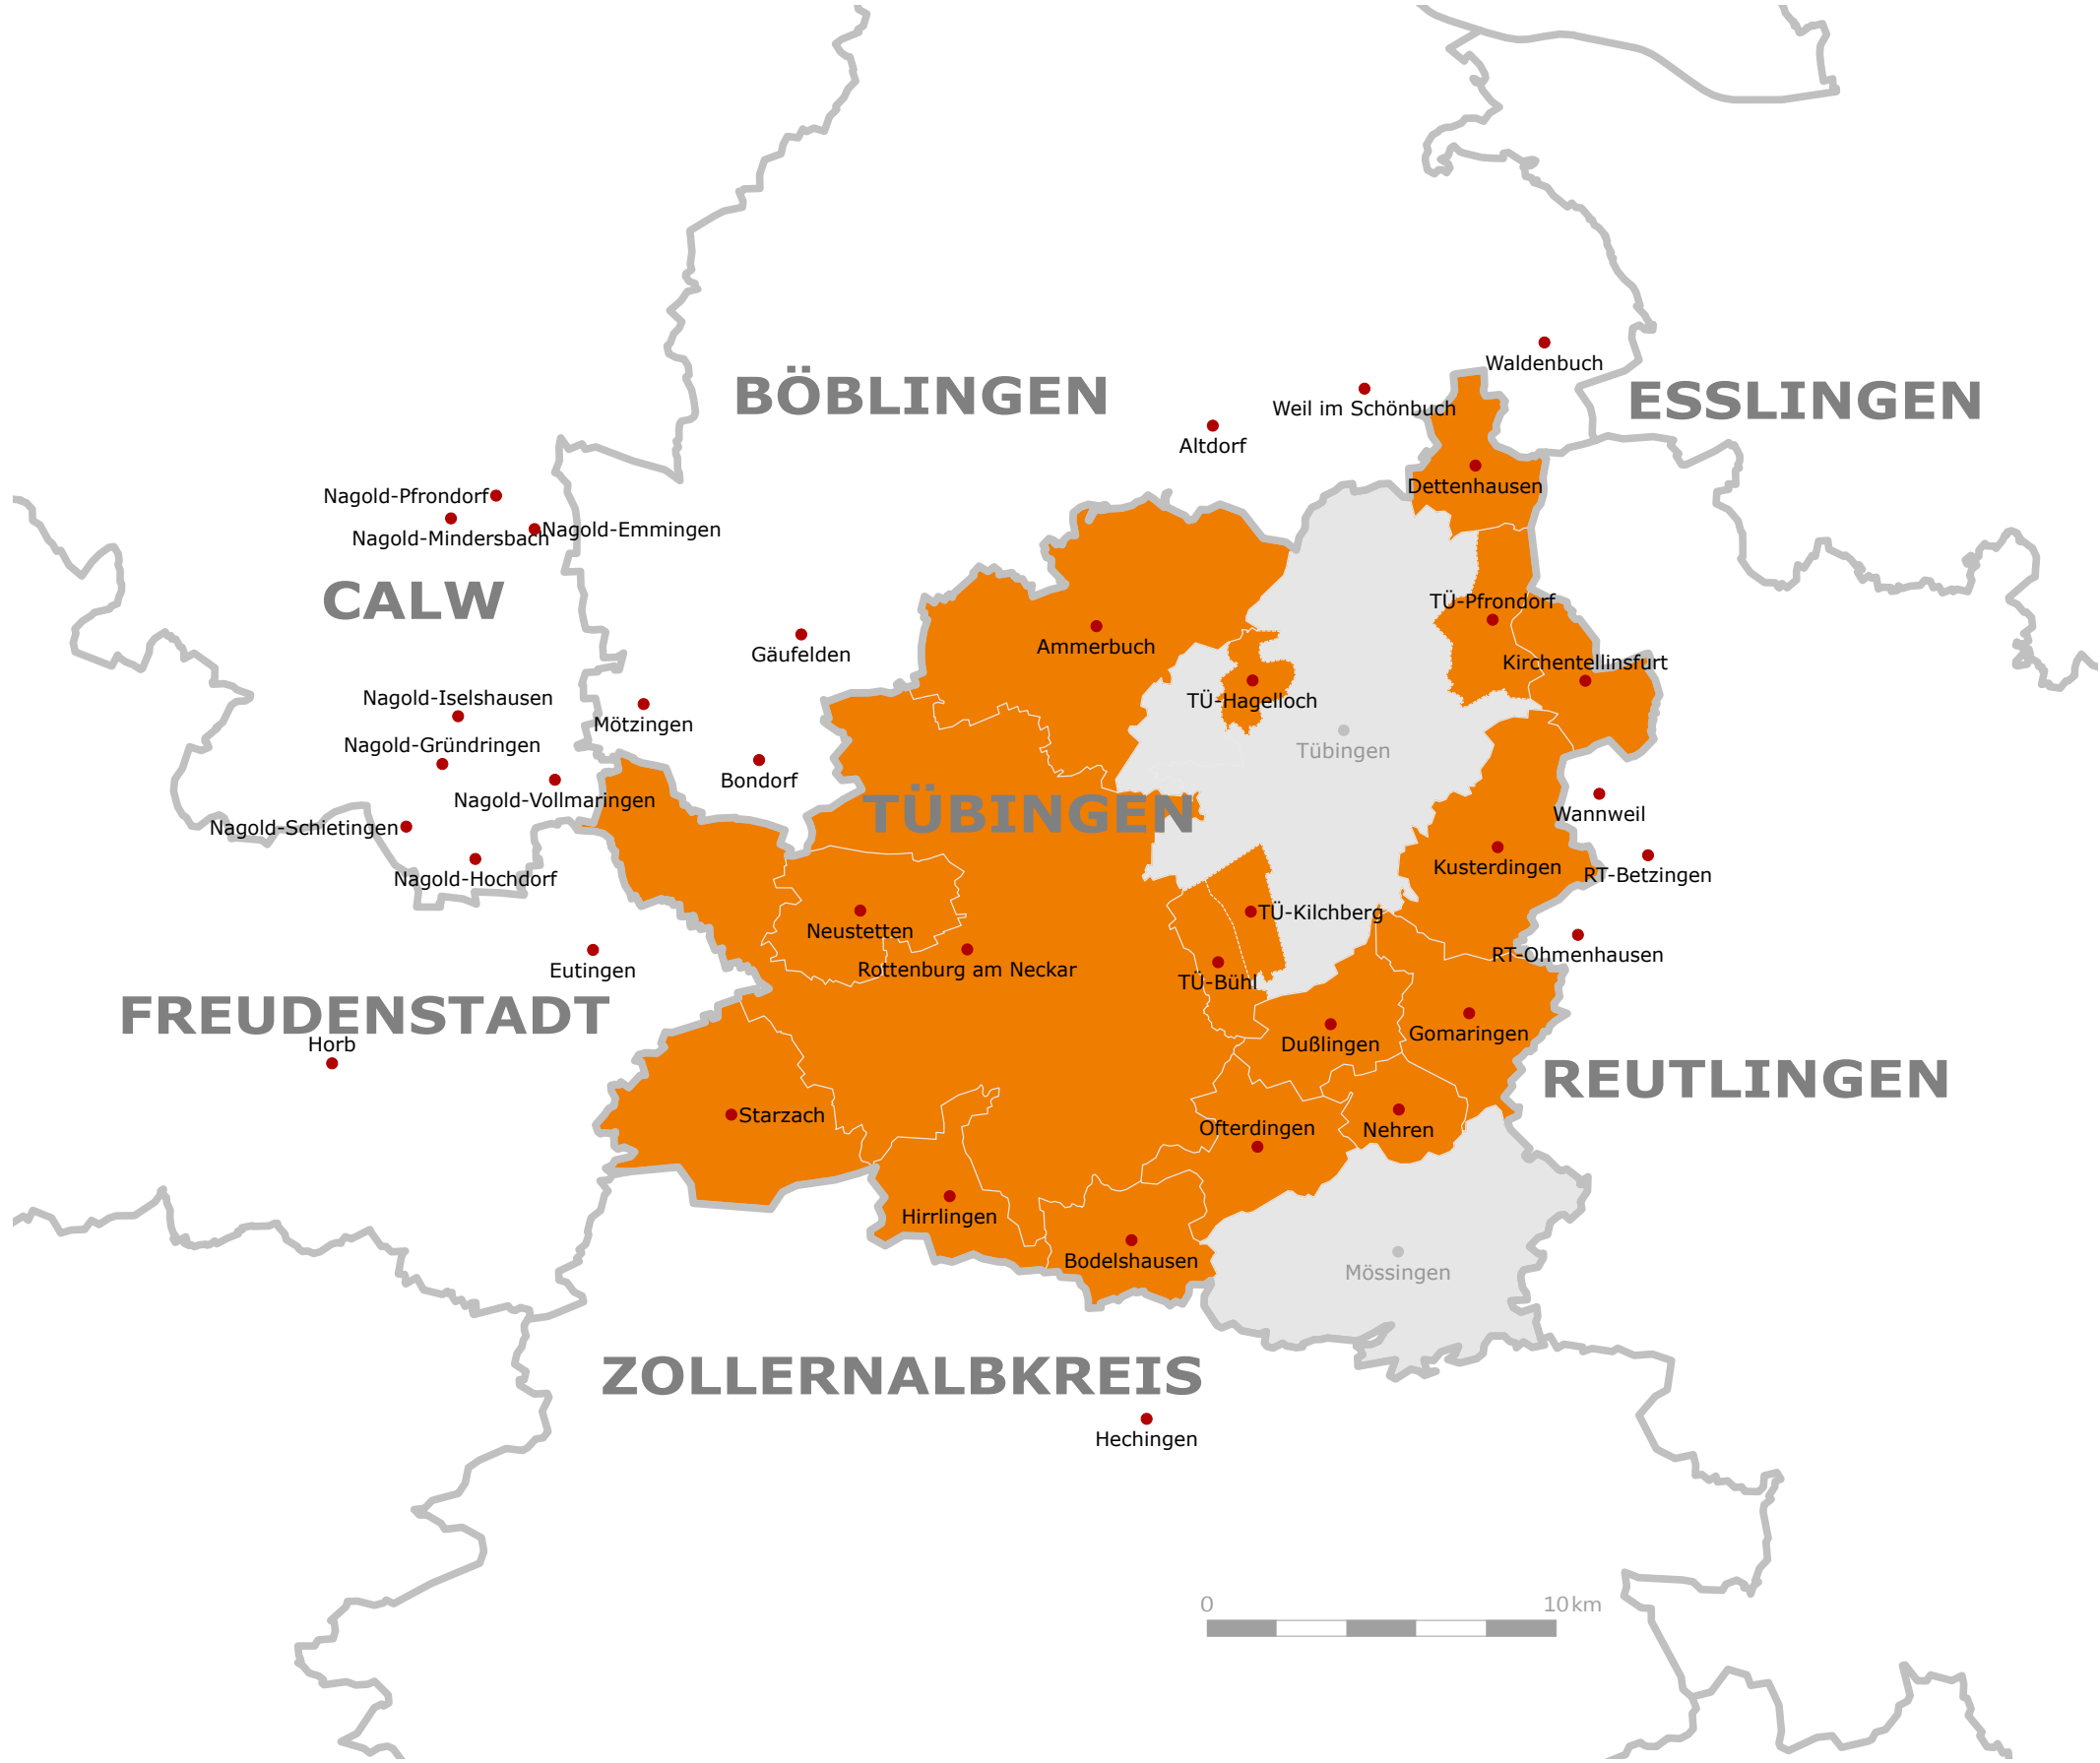 Waldenbuch
BÖBLINGEN
ESSLINGEN
Weil im Schönbuch
Altdorf
Nagold-Pfrondorf
Dettenhausen
Nagold-Emmingen
Nagold-Mindersbach
CALW
TÜ-Pfrondorf
Ammerbuch
Gäufelden
Kirchentellinsfurt
Nagold-Iselshausen
TÜ-Hagelloch
Mötzingen
Nagold-Gründringen
Tübingen
Bondorf
Nagold-Vollmaringen
TÜBINGEN
Wannweil
Nagold-Schietingen
Kusterdingen
RT-Betzingen
Nagold-Hochdorf
TÜ-Kilchberg
Neustetten
RT-Ohmenhausen
Eutingen
Rottenburg am Neckar
TÜ-Bühl
FREUDENSTADT
Gomaringen
Horb
Dußlingen
REUTLINGEN
Starzach
Ofterdingen
Nehren
Hirrlingen
Bodelshausen
Mössingen
ZOLLERNALBKREIS
Hechingen
0 10 km